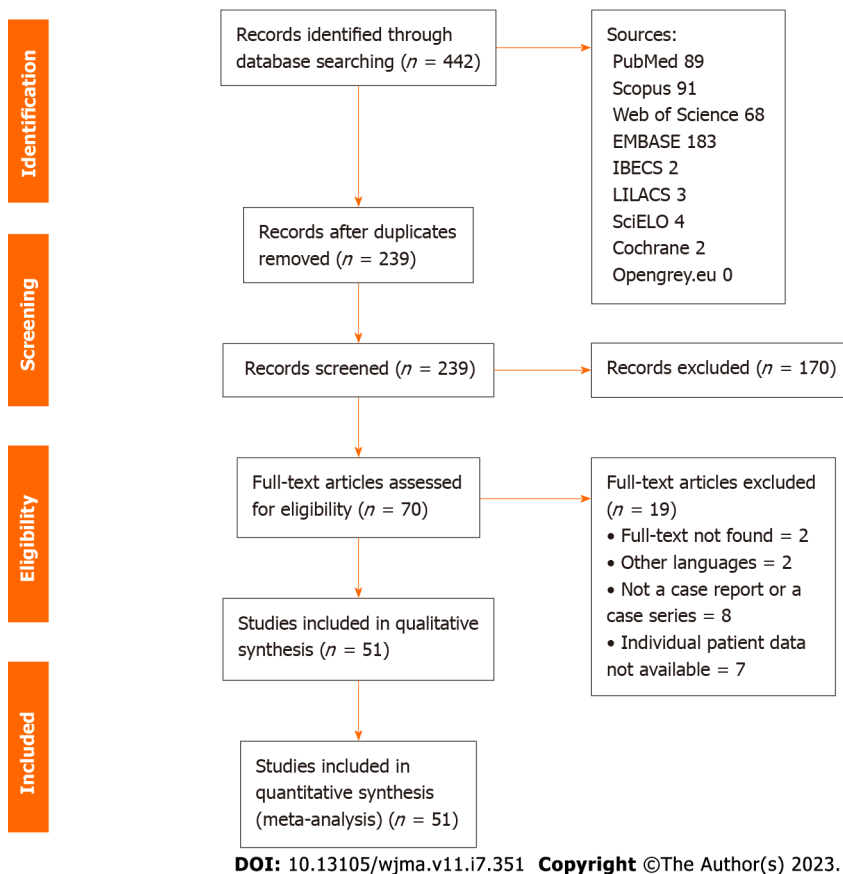 Identification
Records identified through
database searching (n = 442)
Sources:
PubMed 89
Scopus 91
Web of Science 68
EMBASE 183
IBECS 2
LILACS 3
SciELO 4
Cochrane 2
Opengrey.eu 0
Records after duplicates
removed (n = 239)
Screening
Records screened (n = 239)
Records excluded (n = 170)
Eligibility
Full-text articles assessed
for eligibility (n = 70)
Full-text articles excluded
(n = 19)
• Full-text not found = 2
• Other languages = 2
• Not a case report or a
case series = 8
• Individual patient data
not available = 7
Studies included in qualitative
synthesis (n = 51)
Included
Studies included in
quantitative synthesis
(meta-analysis) (n = 51)
DOI: 10.13105/wjma.v11.i7.351 Copyright ©The Author(s) 2023.